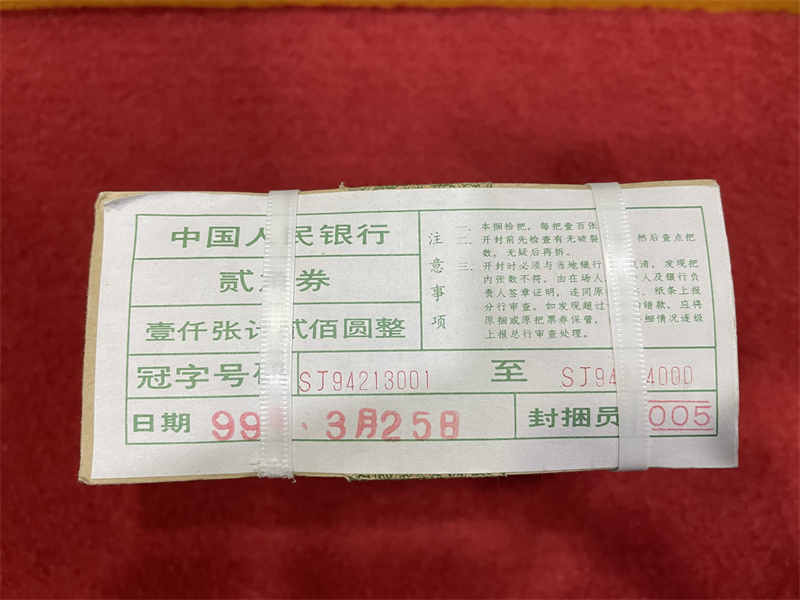 中国人民银行
贰 券
壹仟张计贰佰圆整
冠字号码 SJ94213001 至 SJ94 4000
日期 99 . 3月25日 封捆员 005
注意事项
一、本捆拾把，每把壹百张
二、开封前先检查有无破裂 然后查点把
数，无疑后再拆。
三、开封时必须与当地银行 点清，发现把
内张数不符，由在场人 人及银行负
责人签章证明，连同原 、纸条上报
分行审查。如发现超过 的错款，应将
原捆或原把票券保管， 细情况逐级
上报总行审查处理。